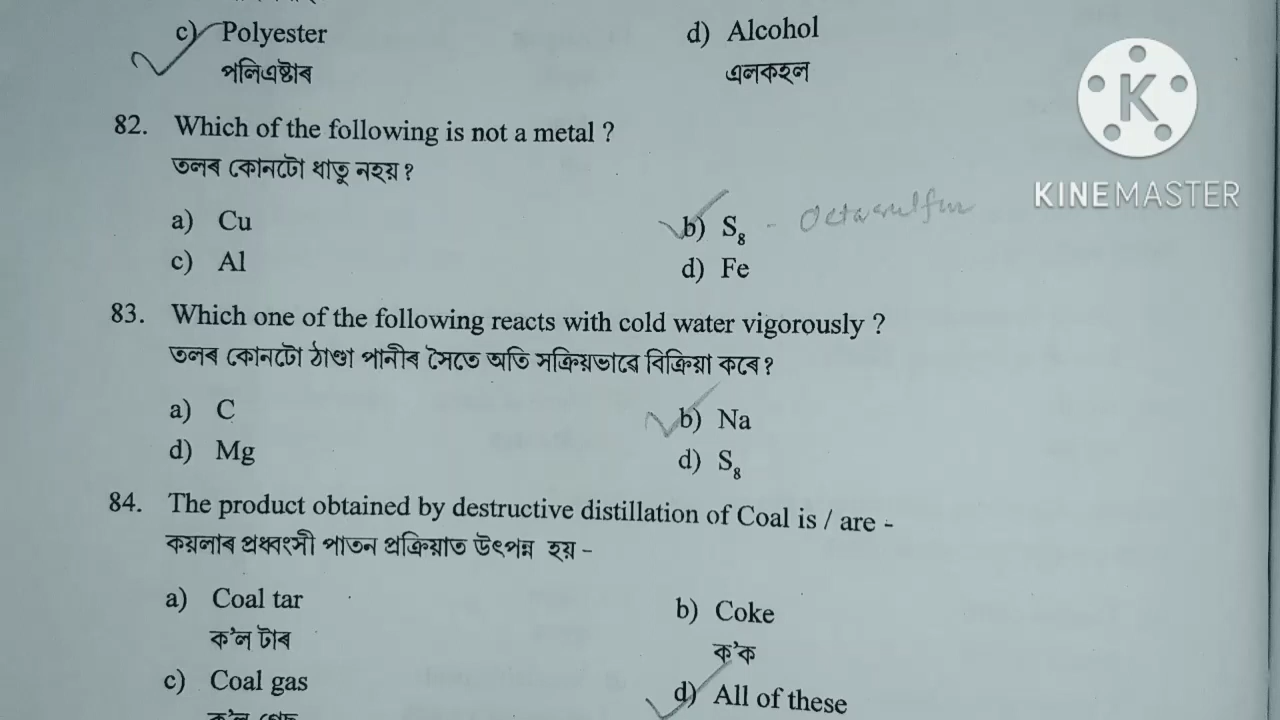 c) Polyester d) Alcohol
পলিএষ্টাৰ এলকহল
82. Which of the following is not a metal ?
তলৰ কোনটো ধাতু নহয় ?
a) Cu b) S8 - Octasulfur
c) Al d) Fe
83. Which one of the following reacts with cold water vigorously ?
তলৰ কোনটো ঠাণ্ডা পানীৰ সৈতে অতি সক্ৰিয়ভাৱে বিক্ৰিয়া কৰে ?
a) C b) Na
d) Mg d) S8
84. The product obtained by destructive distillation of Coal is / are -
কয়লাৰ প্ৰধ্বংসী পাতন প্ৰক্ৰিয়াত উৎপন্ন হয় -
a) Coal tar b) Coke
ক'ল টাৰ ক'ক
c) Coal gas d) All of these
K
KINEMASTER